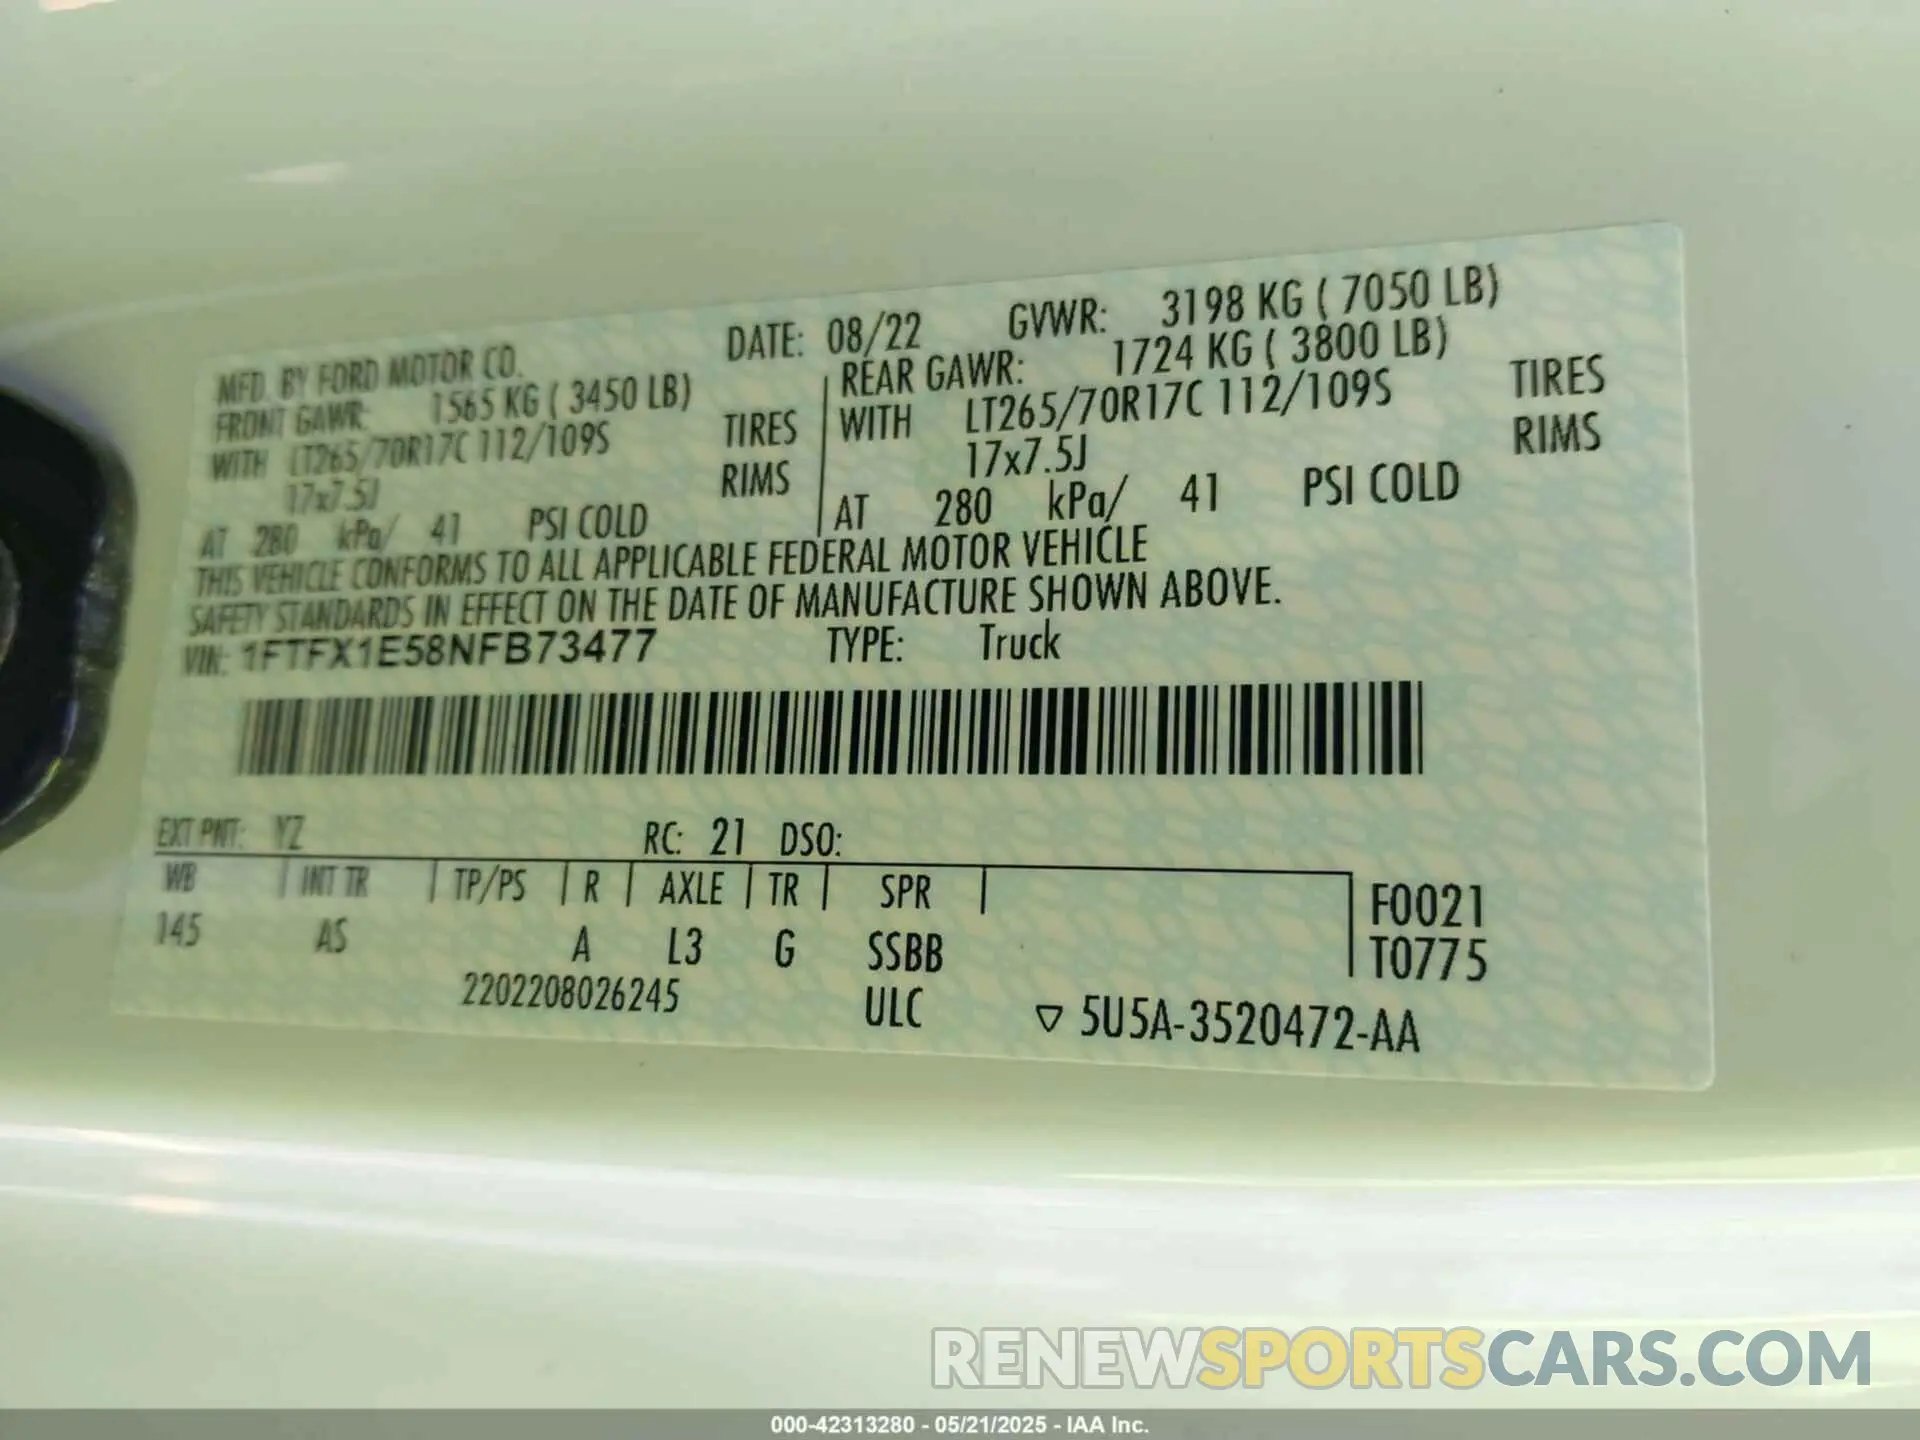 MFD. BY FORD MOTOR CO. DATE: 08/22 GVWR: 3198 KG ( 7050 LB)
FRONT GAWR: 1565 KG ( 3450 LB) REAR GAWR: 1724 KG ( 3800 LB)
WITH LT265/70R17C 112/109S TIRES WITH LT265/70R17C 112/109S TIRES
17x7.5J RIMS 17x7.5J RIMS
AT 280 kPa/ 41 PSI COLD AT 280 kPa/ 41 PSI COLD
THIS VEHICLE CONFORMS TO ALL APPLICABLE FEDERAL MOTOR VEHICLE
SAFETY STANDARDS IN EFFECT ON THE DATE OF MANUFACTURE SHOWN ABOVE.
VIN: 1FTFX1E58NFB73477 TYPE: Truck
EXT PNT: YZ RC: 21 DSO:
WB INT TR TP/PS R AXLE TR SPR F0021
145 AS A L3 G SSBB T0775
2202208026245 ULC ▽ 5U5A-3520472-AA
RENEWSPORTSCARS.COM
000-42313280 - 05/21/2025 - IAA Inc.